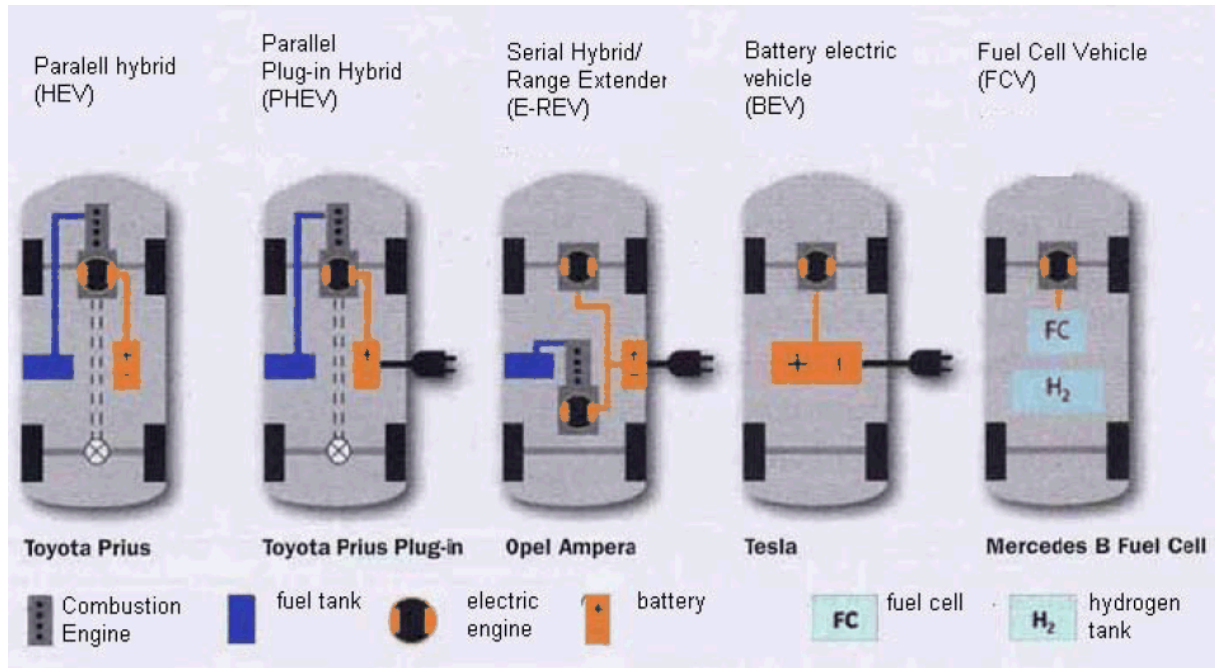 Paralell hybrid
(HEV)
Parallel
Plug-in Hybrid
(PHEV)
Serial Hybrid/
Range Extender
(E-REV)
Battery electric
vehicle
(BEV)
Fuel Cell Vehicle
(FCV)
FC
H₂
Toyota Prius
Toyota Prius Plug-in
Opel Ampera
Tesla
Mercedes B Fuel Cell
Combustion
Engine
fuel tank
electric
engine
battery
FC
fuel cell
H₂
hydrogen
tank